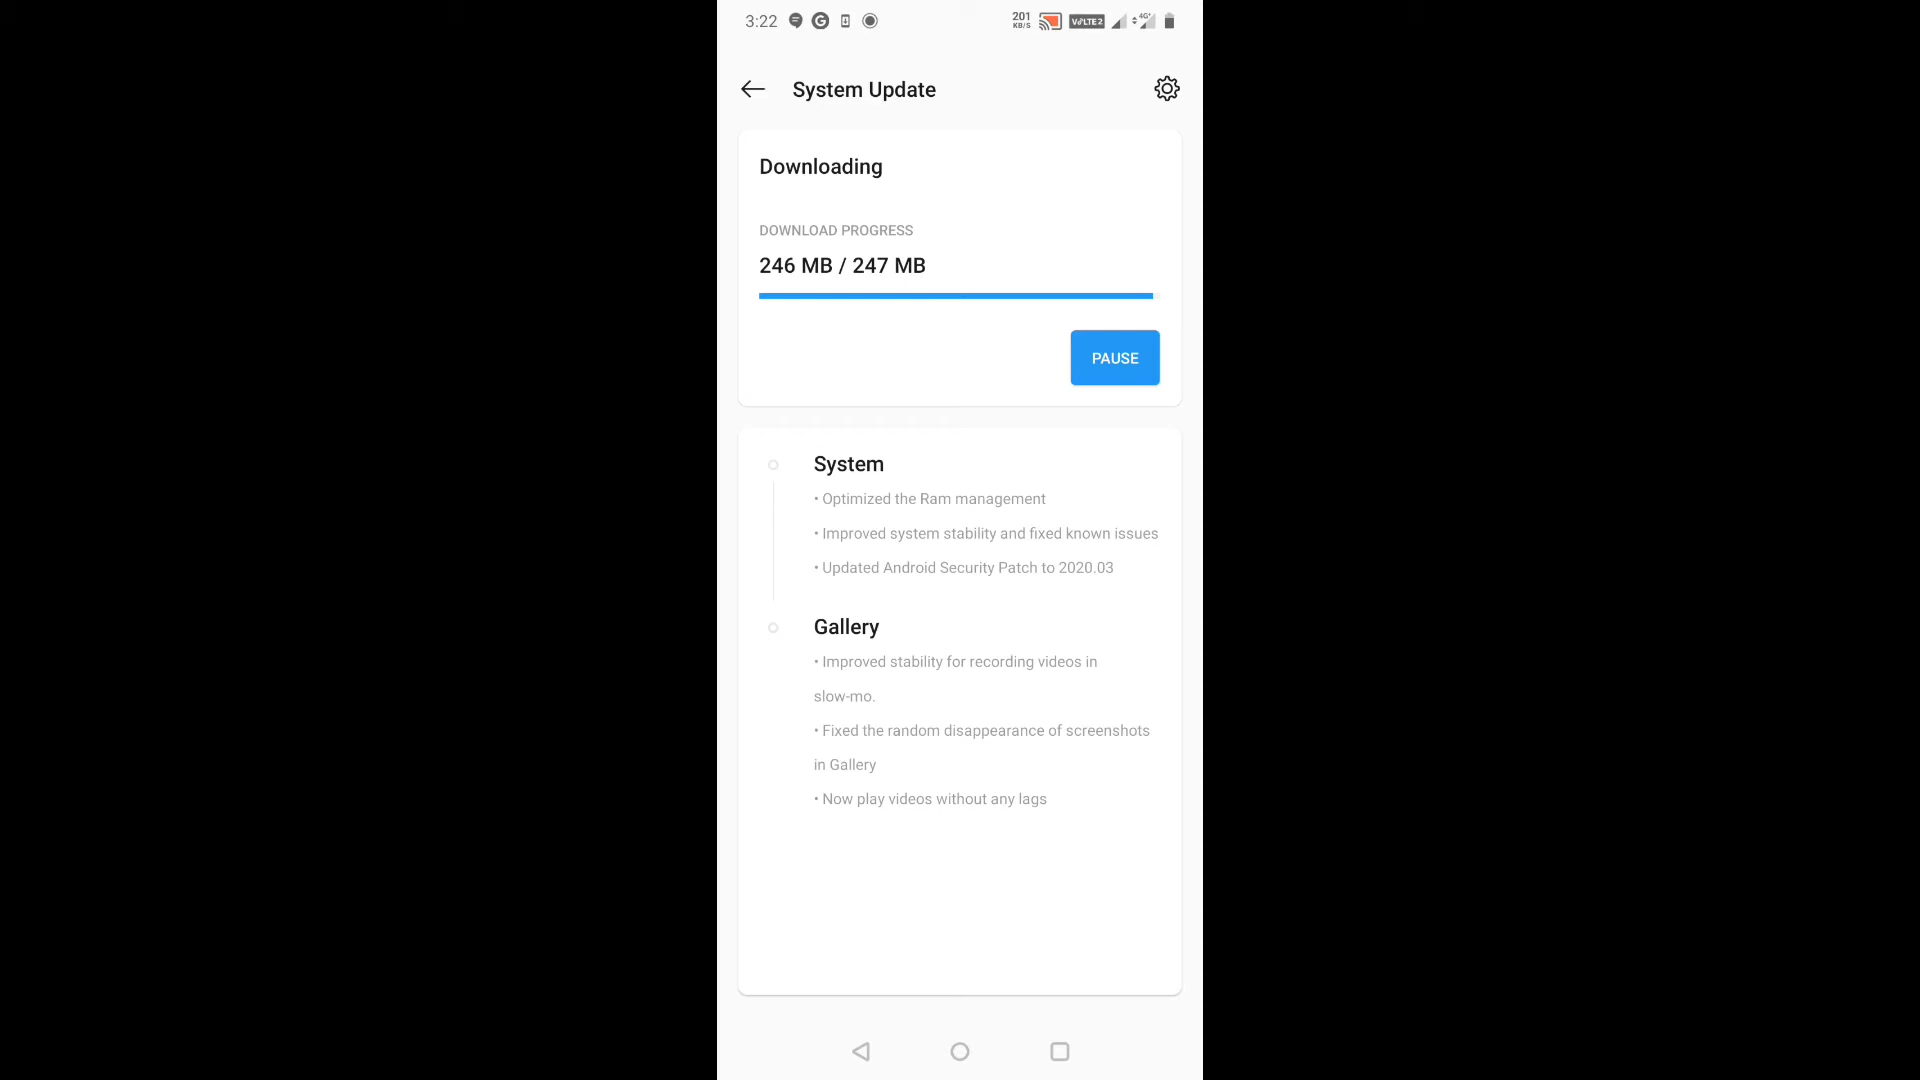 3:22
201 KB/S VoLTE2 4G+
System Update
Downloading
DOWNLOAD PROGRESS
246 MB / 247 MB
PAUSE
System
• Optimized the Ram management
• Improved system stability and fixed known issues
• Updated Android Security Patch to 2020.03
Gallery
• Improved stability for recording videos in
slow-mo.
• Fixed the random disappearance of screenshots
in Gallery
• Now play videos without any lags